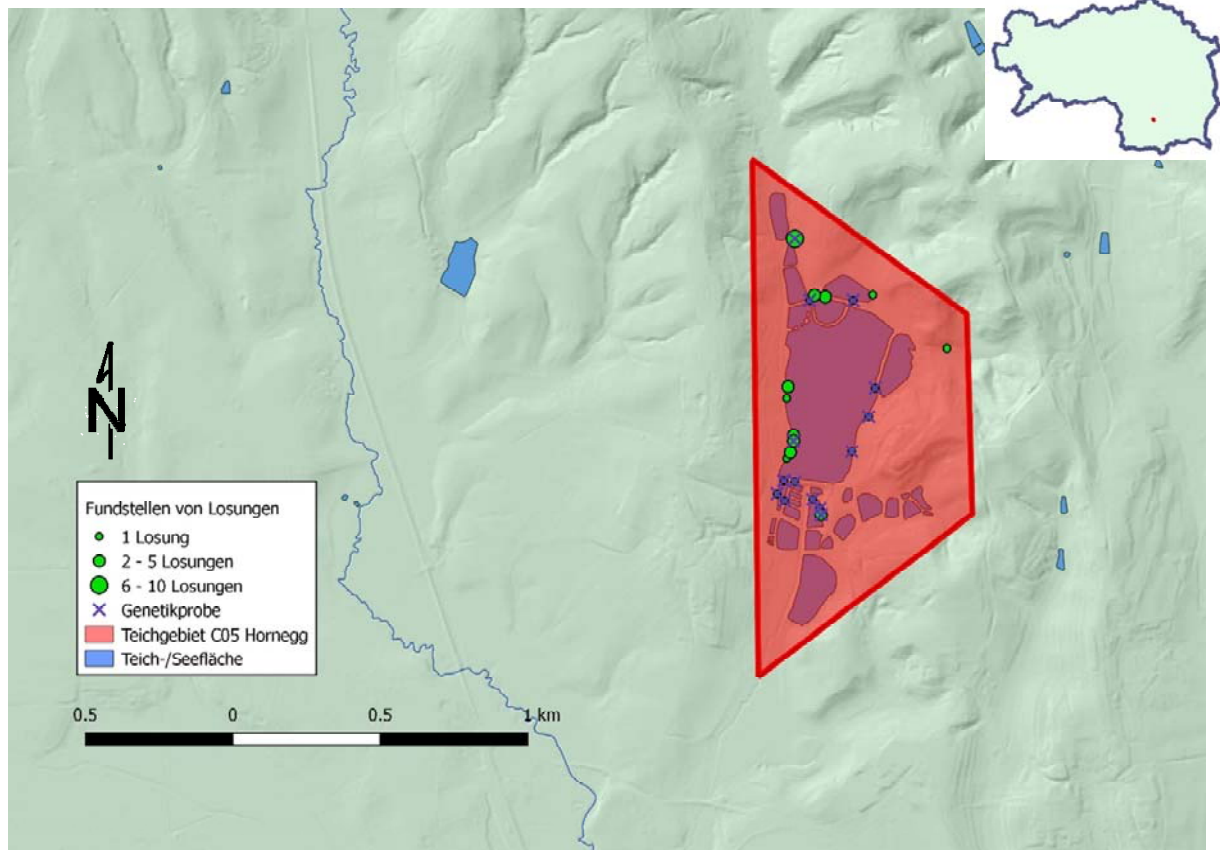 N
Fundstellen von Losungen
1 Losung
2 - 5 Losungen
6 - 10 Losungen
Genetikprobe
Teichgebiet C05 Hornegg
Teich-/Seefläche
0.5 0 0.5 1 km